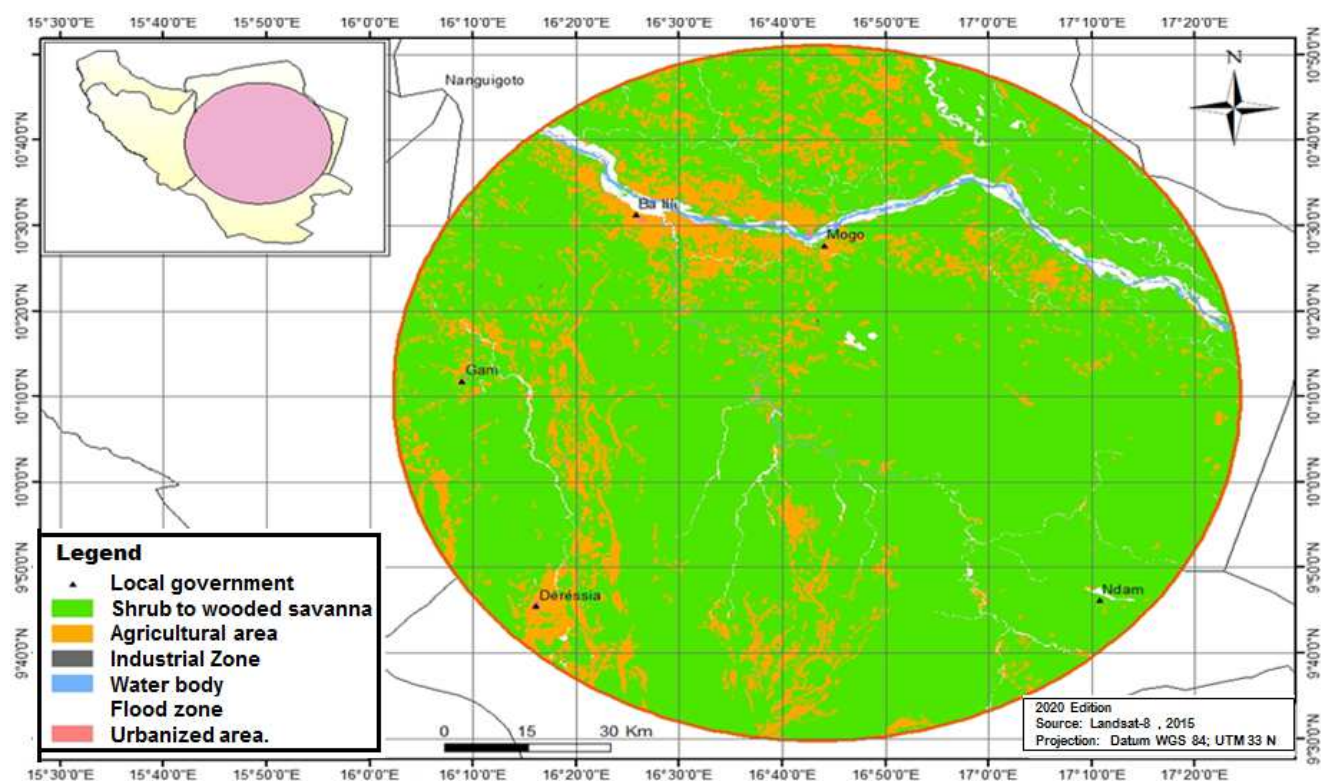 15°30'0"E 15°40'0"E 15°50'0"E 16°0'0"E 16°10'0"E 16°20'0"E 16°30'0"E 16°40'0"E 16°50'0"E 17°0'0"E 17°10'0"E 17°20'0"E
10°50'0"N
N
Nanguigoto
10°40'0"N 10°40'0"N
Ba Illi
10°30'0"N 10°30'0"N
Mogo
10°20'0"N 10°20'0"N
Gam
10°10'0"N 10°10'0"N
10°0'0"N 10°0'0"N
Legend
Local government
Shrub to wooded savanna
Agricultural area
Industrial Zone
Water body
Flood zone
Urbanized area.
9°50'0"N 9°50'0"N
Déréssia
Ndam
9°40'0"N 9°40'0"N
9°30'0"N
2020 Edition
Source: Landsat-8 , 2015
Projection: Datum WGS 84; UTM 33 N
0 15 30 Km
15°30'0"E 15°40'0"E 15°50'0"E 16°0'0"E 16°10'0"E 16°20'0"E 16°30'0"E 16°40'0"E 16°50'0"E 17°0'0"E 17°10'0"E 17°20'0"E